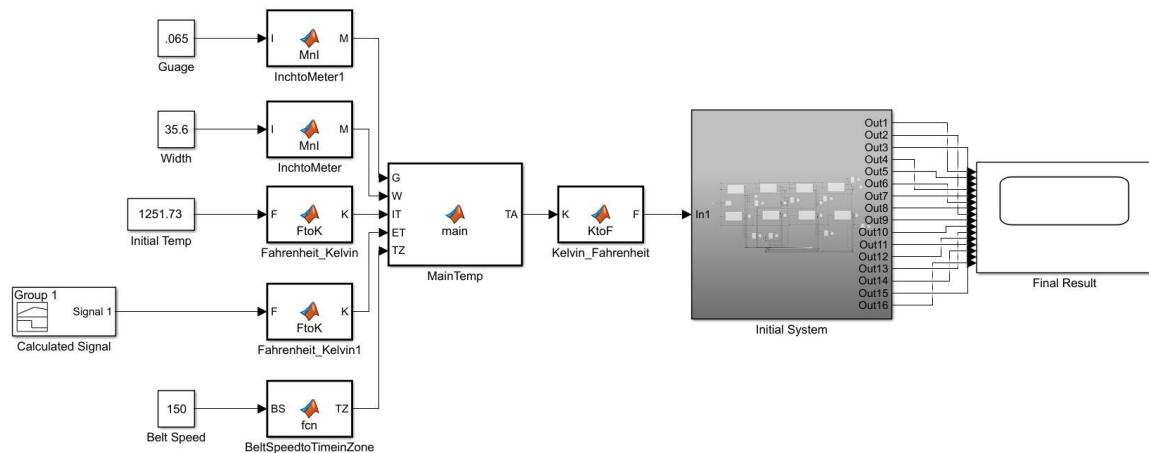 .065
Guage
I
MnI
M
InchtoMeter1
35.6
Width
I
MnI
M
InchtoMeter
1251.73
Initial Temp
F
FtoK
K
Fahrenheit_Kelvin
Group 1
Signal 1
Calculated Signal
F
FtoK
K
Fahrenheit_Kelvin1
150
Belt Speed
BS
fcn
TZ
BeltSpeedtoTimeinZone
G
W
IT
ET
TZ
main
TA
MainTemp
K
KtoF
F
Kelvin_Fahrenheit
In1
Out1
Out2
Out3
Out4
Out5
Out6
Out7
Out8
Out9
Out10
Out11
Out12
Out13
Out14
Out15
Out16
Initial System
Final Result